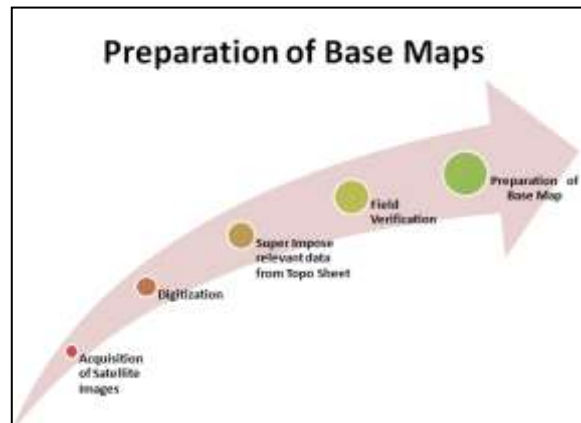 Preparation of Base Maps
Preparation of
Base Map
Field
Verification
Super Impose
relevant data
from Topo Sheet
Digitization
Acquisition
of Satellite
Images